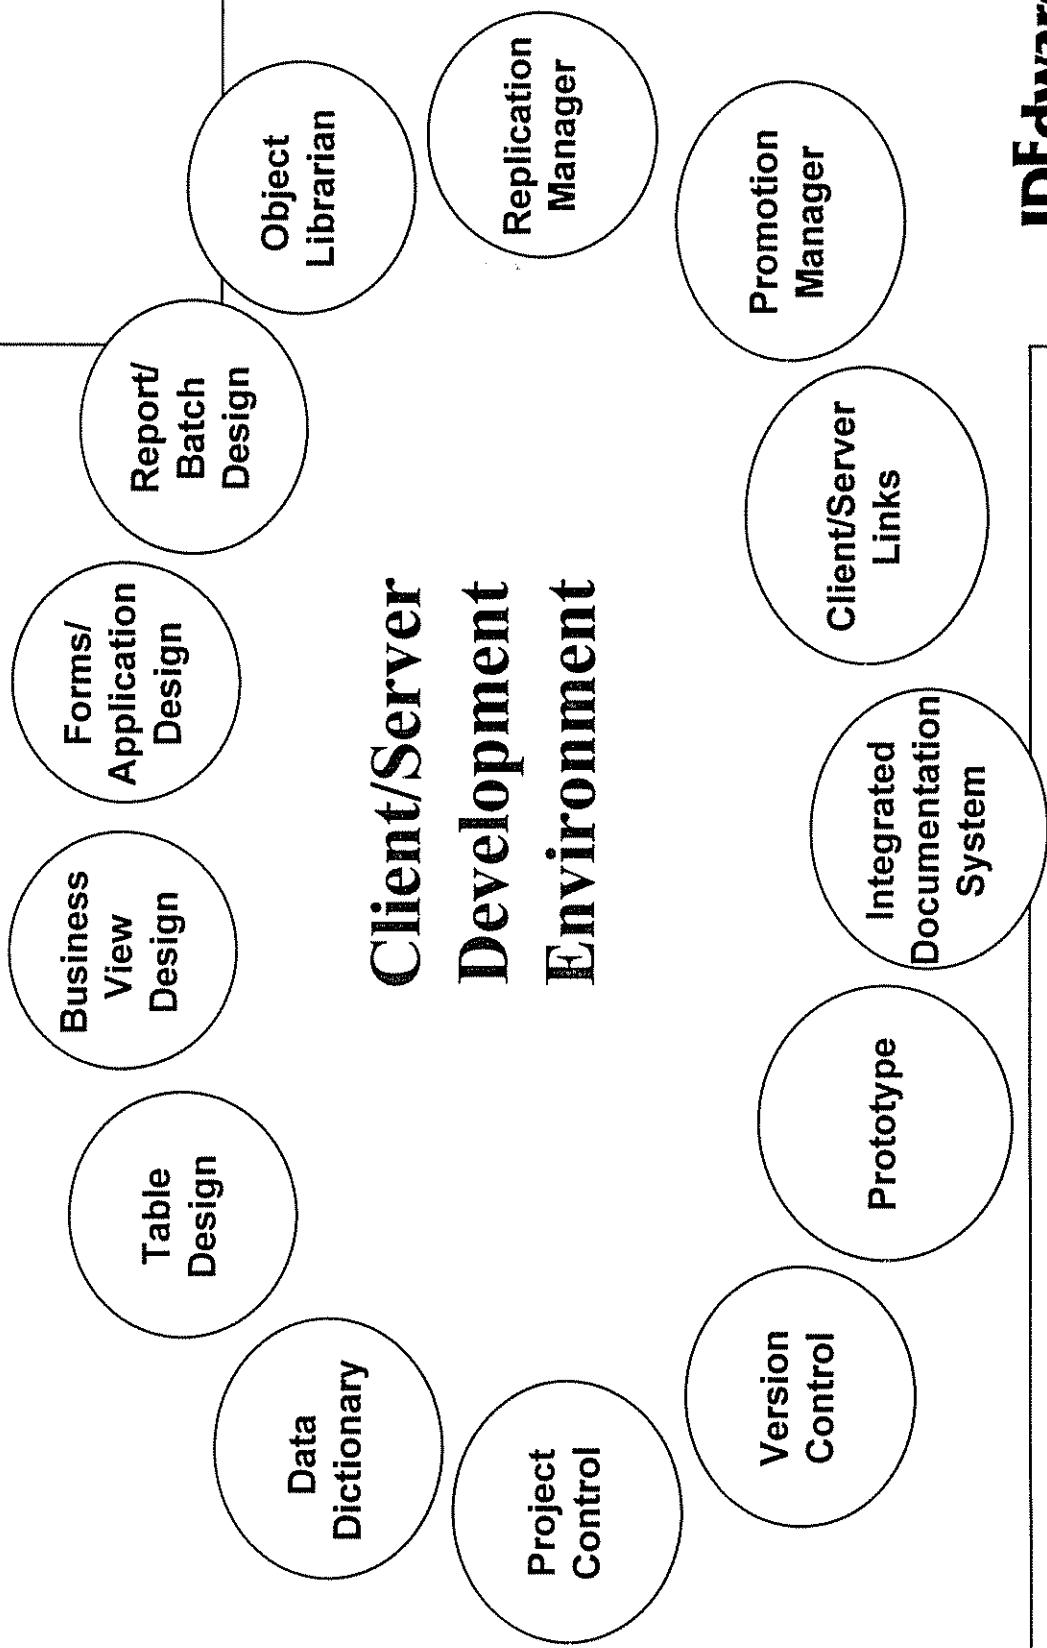 Client/Server
Development
Environment
Business
View
Design
Forms/
Application
Design
Report/
Batch
Design
Object
Librarian
Replication
Manager
Promotion
Manager
Client/Server
Links
Integrated
Documentation
System
Prototype
Version
Control
Project
Control
Data
Dictionary
Table
Design